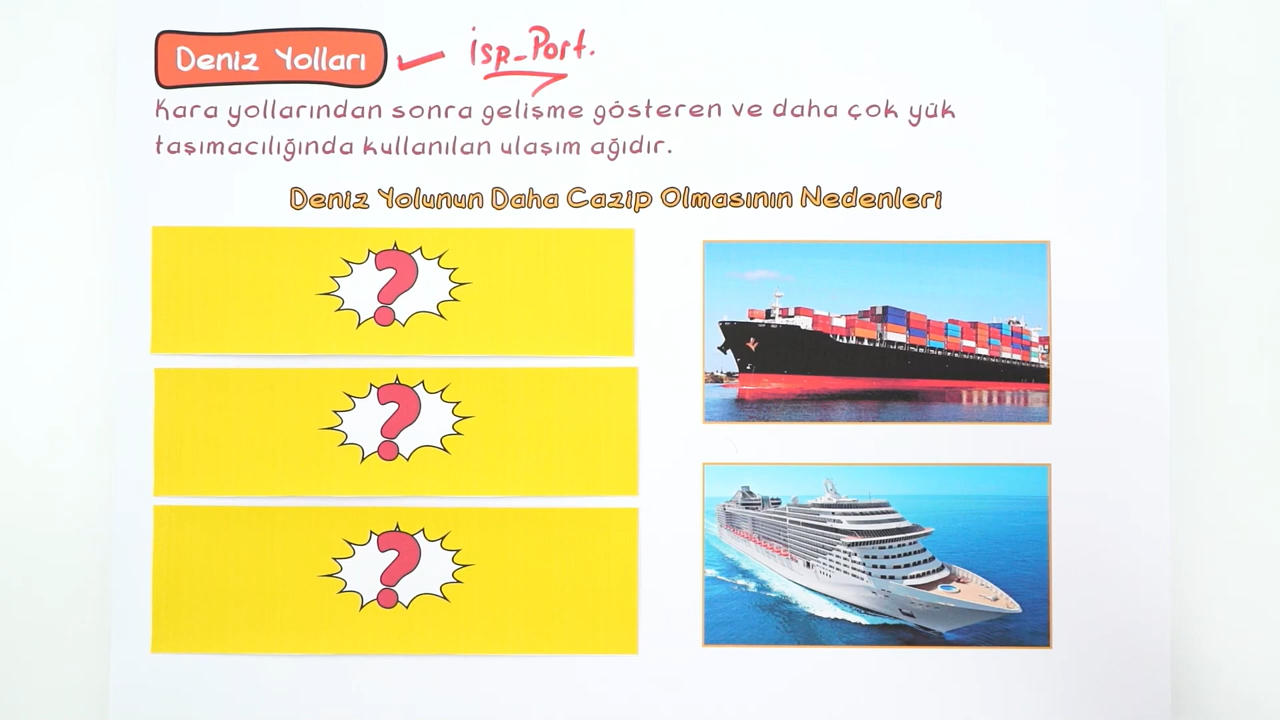 Deniz Yolları
İsp-Port.
Kara yollarından sonra gelişme gösteren ve daha çok yük
taşımacılığında kullanılan ulaşım ağıdır.
Deniz Yolunun Daha Cazip Olmasının Nedenleri
?
?
?